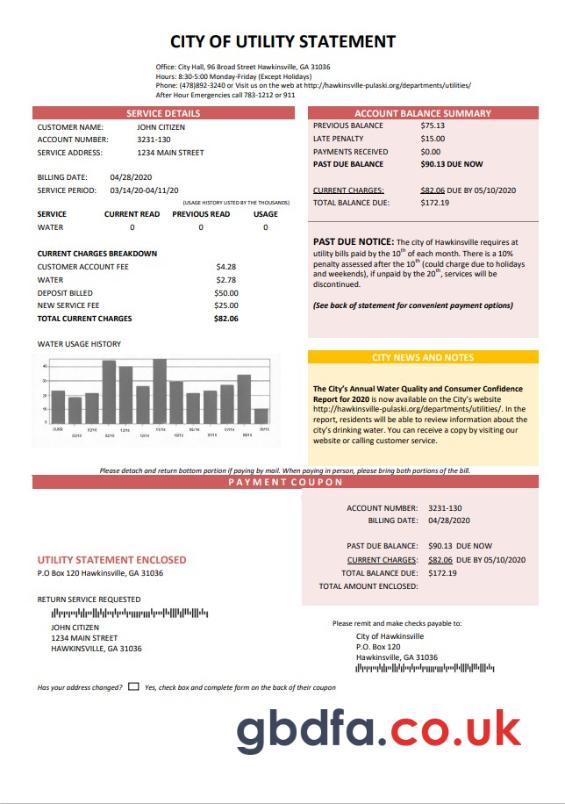 CITY OF UTILITY STATEMENT
Office: City Hall, 96 Broad Street Hawkinsville, GA 31036
Hours: 8:30-5:00 Monday-Friday (Except Holidays)
Phone: (478)892-3240 or Visit us on the web at http://hawkinsville-pulaski.org/departments/utilities/
After Hour Emergencies call 783-1212 or 911
SERVICE DETAILS
CUSTOMER NAME: JOHN CITIZEN
ACCOUNT NUMBER: 3231-130
SERVICE ADDRESS: 1234 MAIN STREET
BILLING DATE: 04/28/2020
SERVICE PERIOD: 03/14/20-04/11/20
(USAGE HISTORY LISTED BY THE THOUSANDS)
SERVICE CURRENT READ PREVIOUS READ USAGE
WATER 0 0 0
CURRENT CHARGES BREAKDOWN
CUSTOMER ACCOUNT FEE $4.28
WATER $2.78
DEPOSIT BILLED $50.00
NEW SERVICE FEE $25.00
TOTAL CURRENT CHARGES $82.06
WATER USAGE HISTORY
ACCOUNT BALANCE SUMMARY
PREVIOUS BALANCE $75.13
LATE PENALTY $15.00
PAYMENTS RECEIVED $0.00
PAST DUE BALANCE $90.13 DUE NOW
CURRENT CHARGES: $82.06 DUE BY 05/10/2020
TOTAL BALANCE DUE: $172.19
PAST DUE NOTICE: The city of Hawkinsville requires at
utility bills paid by the 10th of each month. There is a 10%
penalty assessed after the 10th (could charge due to holidays
and weekends), if unpaid by the 20th, services will be
discontinued.
(See back of statement for convenient payment options)
CITY NEWS AND NOTES
The City's Annual Water Quality and Consumer Confidence
Report for 2020 is now available on the City's website
http://hawkinsville-pulaski.org/departments/utilities/. In the
report, residents will be able to review information about the
city's drinking water. You can receive a copy by visiting our
website or calling customer service.
Please detach and return bottom portion if paying by mail. When paying in person, please bring both portions of the bill.
PAYMENT COUPON
ACCOUNT NUMBER: 3231-130
BILLING DATE: 04/28/2020
PAST DUE BALANCE: $90.13 DUE NOW
CURRENT CHARGES: $82.06 DUE BY 05/10/2020
TOTAL BALANCE DUE: $172.19
TOTAL AMOUNT ENCLOSED:
UTILITY STATEMENT ENCLOSED
P.O Box 120 Hawkinsville, GA 31036
RETURN SERVICE REQUESTED
JOHN CITIZEN
1234 MAIN STREET
HAWKINSVILLE, GA 31036
Please remit and make checks payable to:
City of Hawkinsville
P.O. Box 120
Hawkinsville, GA 31036
Has your address changed? Yes, check box and complete form on the back of their coupon
gbdfa.co.uk